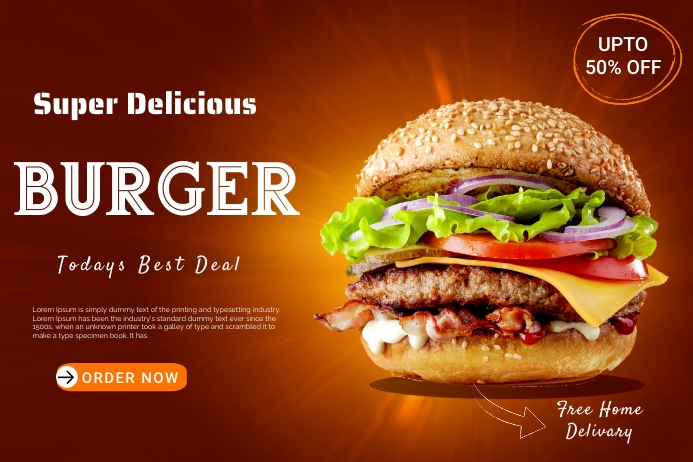 UPTO
50% OFF
Super Delicious
BURGER
Todays Best Deal
Lorem Ipsum is simply dummy text of the printing and typesetting industry.
Lorem Ipsum has been the industry's standard dummy text ever since the
1500s, when an unknown printer took a galley of type and scrambled it to
make a type specimen book. It has
ORDER NOW
Free Home
Delivary